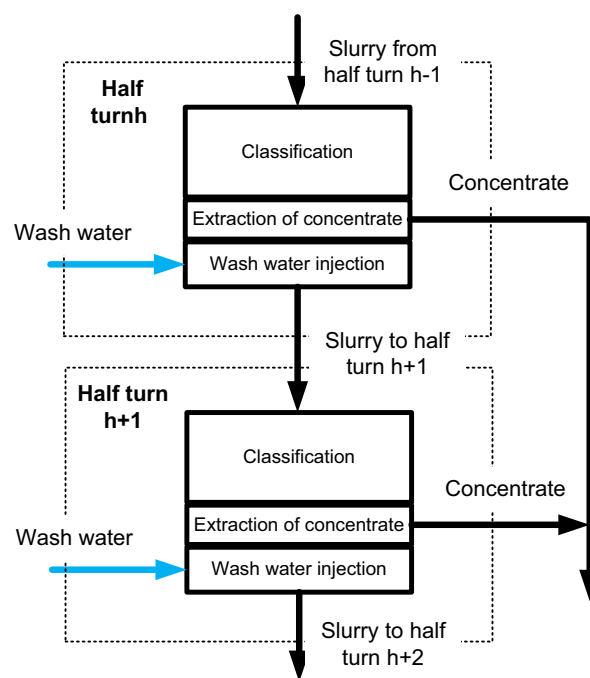 Slurry from
half turn h-1
Half
turnh
Classification
Concentrate
Extraction of concentrate
Wash water
Wash water injection
Slurry to half
turn h+1
Half turn
h+1
Classification
Concentrate
Extraction of concentrate
Wash water
Wash water injection
Slurry to half
turn h+2